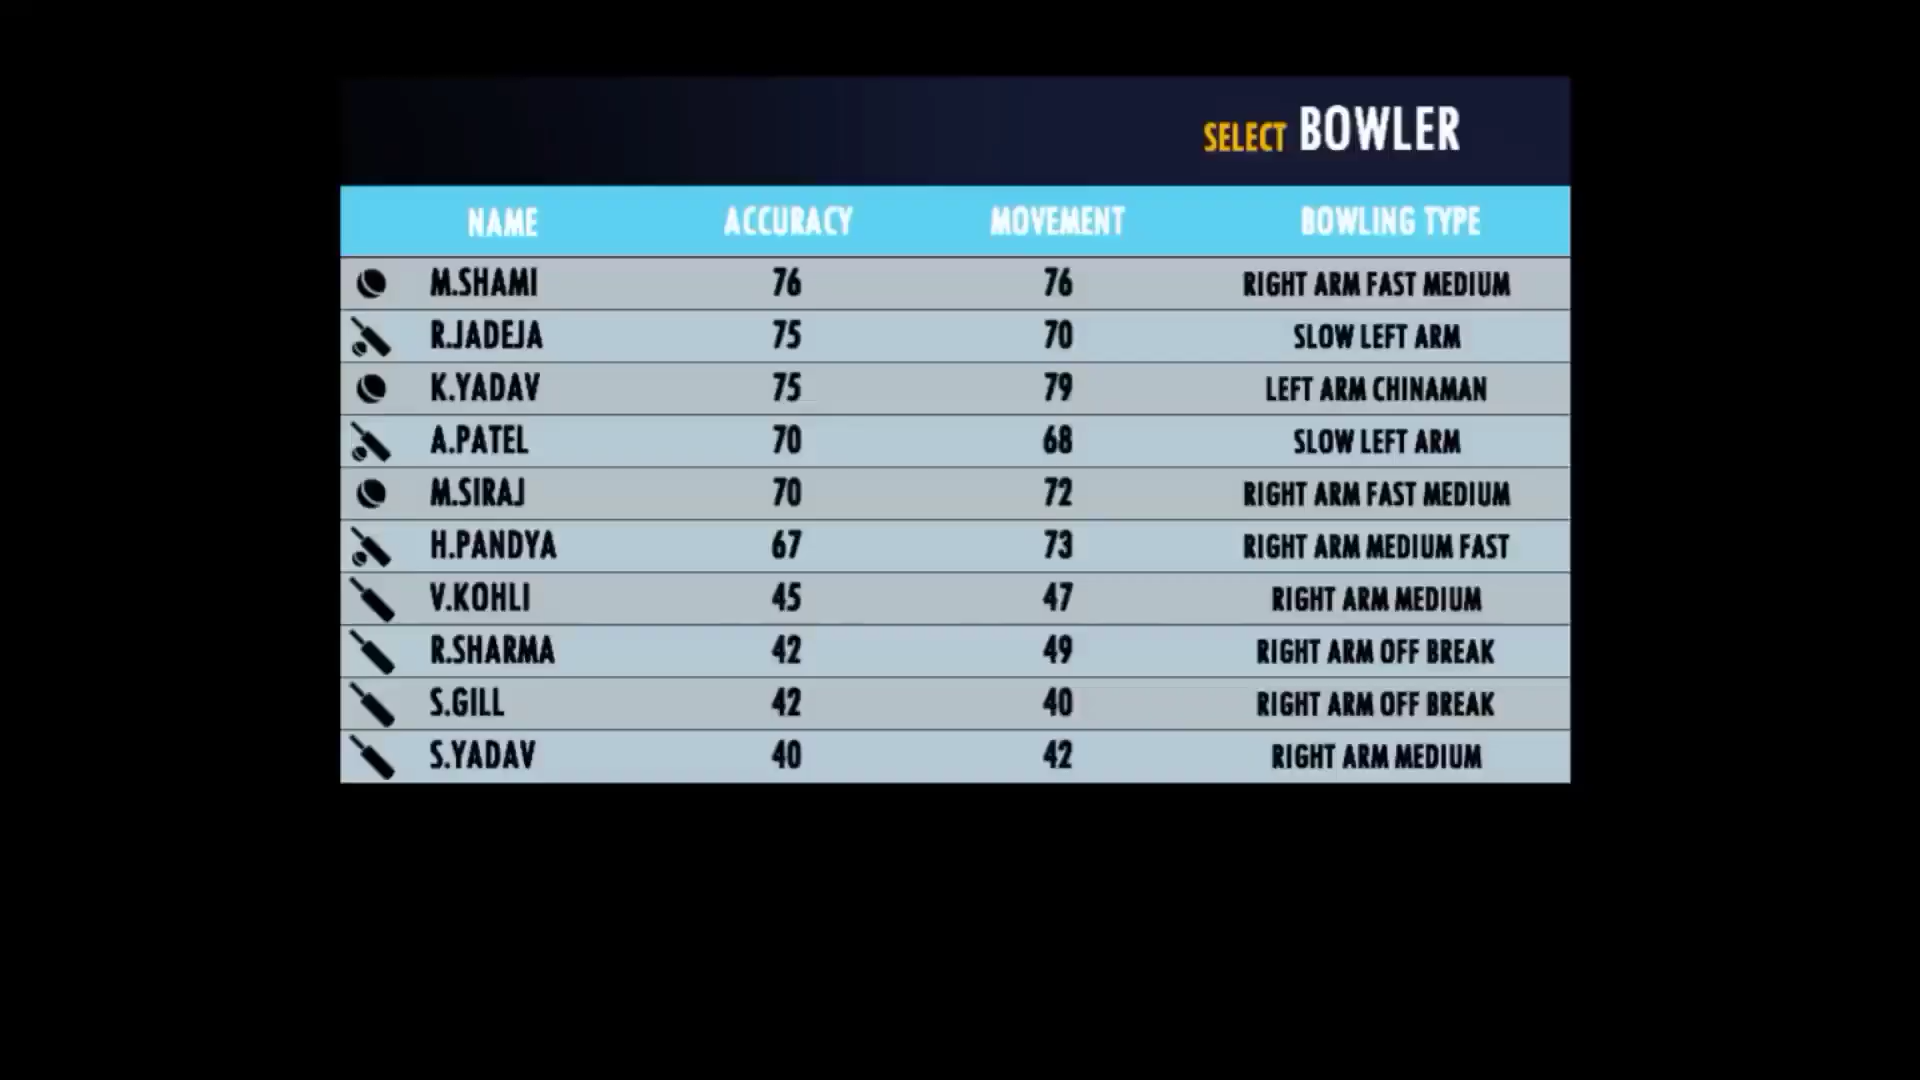 SELECT BOWLER
NAME ACCURACY MOVEMENT BOWLING TYPE
M.SHAMI 76 76 RIGHT ARM FAST MEDIUM
R.JADEJA 75 70 SLOW LEFT ARM
K.YADAV 75 79 LEFT ARM CHINAMAN
A.PATEL 70 68 SLOW LEFT ARM
M.SIRAJ 70 72 RIGHT ARM FAST MEDIUM
H.PANDYA 67 73 RIGHT ARM MEDIUM FAST
V.KOHLI 45 47 RIGHT ARM MEDIUM
R.SHARMA 42 49 RIGHT ARM OFF BREAK
S.GILL 42 40 RIGHT ARM OFF BREAK
S.YADAV 40 42 RIGHT ARM MEDIUM